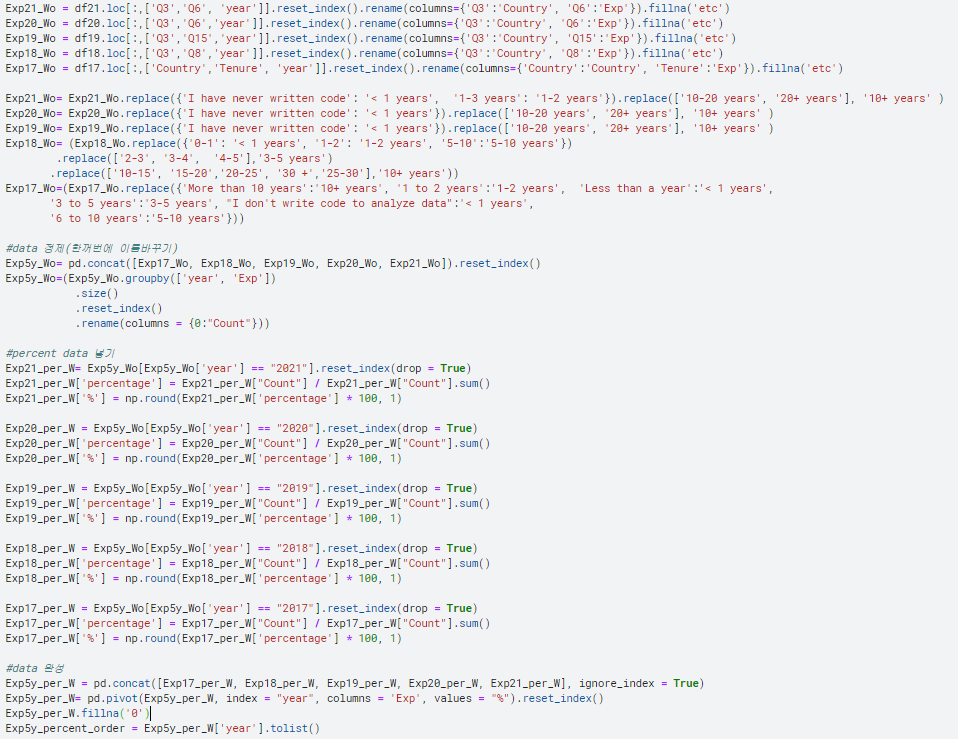 Exp21_Wo = df21.loc[:,['Q3','Q6', 'year']].reset_index().rename(columns={'Q3':'Country', 'Q6':'Exp'}).fillna('etc')
Exp20_Wo = df20.loc[:,['Q3','Q6','year']].reset_index().rename(columns={'Q3':'Country', 'Q6':'Exp'}).fillna('etc')
Exp19_Wo = df19.loc[:,['Q3','Q15','year']].reset_index().rename(columns={'Q3':'Country', 'Q15':'Exp'}).fillna('etc')
Exp18_Wo = df18.loc[:,['Q3','Q8','year']].reset_index().rename(columns={'Q3':'Country', 'Q8':'Exp'}).fillna('etc')
Exp17_Wo = df17.loc[:,['Country','Tenure', 'year']].reset_index().rename(columns={'Country':'Country', 'Tenure':'Exp'}).fillna('etc')
Exp21_Wo= Exp21_Wo.replace({'I have never written code': '< 1 years',  '1-3 years': '1-2 years'}).replace(['10-20 years', '20+ years'], '10+ years' )
Exp20_Wo= Exp20_Wo.replace({'I have never written code': '< 1 years'}).replace(['10-20 years', '20+ years'], '10+ years' )
Exp19_Wo= Exp19_Wo.replace({'I have never written code': '< 1 years'}).replace(['10-20 years', '20+ years'], '10+ years' )
Exp18_Wo= (Exp18_Wo.replace({'0-1': '< 1 years', '1-2': '1-2 years', '5-10':'5-10 years'})
.replace(['2-3', '3-4',  '4-5'],'3-5 years')
.replace(['10-15', '15-20','20-25', '30 +','25-30'],'10+ years'))
Exp17_Wo=(Exp17_Wo.replace({'More than 10 years':'10+ years', '1 to 2 years':'1-2 years',  'Less than a year':'< 1 years',
'3 to 5 years':'3-5 years', "I don't write code to analyze data":'< 1 years',
'6 to 10 years':'5-10 years'}))
#data 정제(한꺼번에 이름바꾸기)
Exp5y_Wo= pd.concat([Exp17_Wo, Exp18_Wo, Exp19_Wo, Exp20_Wo, Exp21_Wo]).reset_index()
Exp5y_Wo=(Exp5y_Wo.groupby(['year', 'Exp'])
.size()
.reset_index()
.rename(columns = {0:"Count"}))
#percent data 넣기
Exp21_per_W= Exp5y_Wo[Exp5y_Wo['year'] == "2021"].reset_index(drop = True)
Exp21_per_W['percentage'] = Exp21_per_W["Count"] / Exp21_per_W["Count"].sum()
Exp21_per_W['%'] = np.round(Exp21_per_W['percentage'] * 100, 1)
Exp20_per_W = Exp5y_Wo[Exp5y_Wo['year'] == "2020"].reset_index(drop = True)
Exp20_per_W['percentage'] = Exp20_per_W["Count"] / Exp20_per_W["Count"].sum()
Exp20_per_W['%'] = np.round(Exp20_per_W['percentage'] * 100, 1)
Exp19_per_W = Exp5y_Wo[Exp5y_Wo['year'] == "2019"].reset_index(drop = True)
Exp19_per_W['percentage'] = Exp19_per_W["Count"] / Exp19_per_W["Count"].sum()
Exp19_per_W['%'] = np.round(Exp19_per_W['percentage'] * 100, 1)
Exp18_per_W = Exp5y_Wo[Exp5y_Wo['year'] == "2018"].reset_index(drop = True)
Exp18_per_W['percentage'] = Exp18_per_W["Count"] / Exp18_per_W["Count"].sum()
Exp18_per_W['%'] = np.round(Exp18_per_W['percentage'] * 100, 1)
Exp17_per_W = Exp5y_Wo[Exp5y_Wo['year'] == "2017"].reset_index(drop = True)
Exp17_per_W['percentage'] = Exp17_per_W["Count"] / Exp17_per_W["Count"].sum()
Exp17_per_W['%'] = np.round(Exp17_per_W['percentage'] * 100, 1)
#data 완성
Exp5y_per_W = pd.concat([Exp17_per_W, Exp18_per_W, Exp19_per_W, Exp20_per_W, Exp21_per_W], ignore_index = True)
Exp5y_per_W= pd.pivot(Exp5y_per_W, index = "year", columns = 'Exp', values = "%").reset_index()
Exp5y_per_W.fillna('0')
Exp5y_percent_order = Exp5y_per_W['year'].tolist()